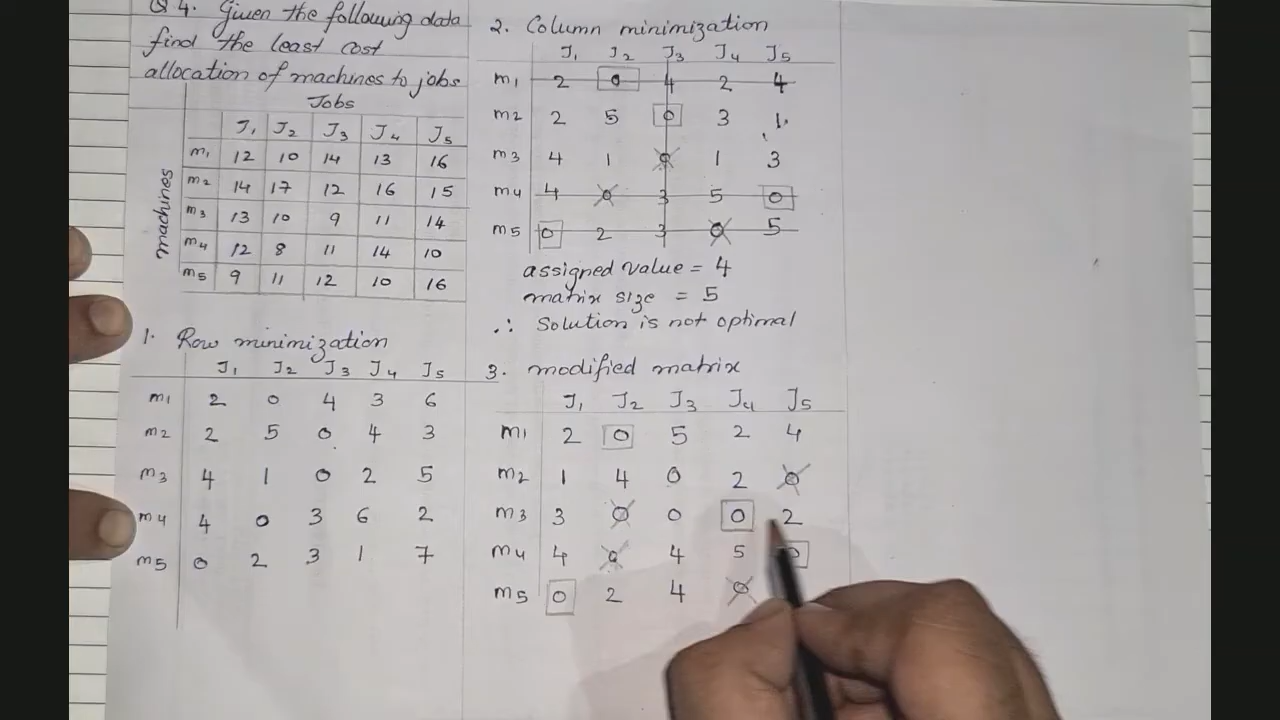 Q 4. Given the following data
find the least cost
allocation of machines to jobs
Jobs
machines
J1 J2 J3 J4 J5
m1 12 10 14 13 16
m2 14 17 12 16 15
m3 13 10 9 11 14
m4 12 8 11 14 10
m5 9 11 12 10 16
1. Row minimization
J1 J2 J3 J4 J5
m1 2 0 4 3 6
m2 2 5 0 4 3
m3 4 1 0 2 5
m4 4 0 3 6 2
m5 0 2 3 1 7
2. Column minimization
J1 J2 J3 J4 J5
m1 2 0 4 2 4
m2 2 5 0 3 1
m3 4 1 0 1 3
m4 4 0 3 5 0
m5 0 2 3 0 5
assigned value = 4
matrix size = 5
∴ Solution is not optimal
3. modified matrix
J1 J2 J3 J4 J5
m1 2 0 5 2 4
m2 1 4 0 2 0
m3 3 0 0 0 2
m4 4 0 4 5 0
m5 0 2 4 0